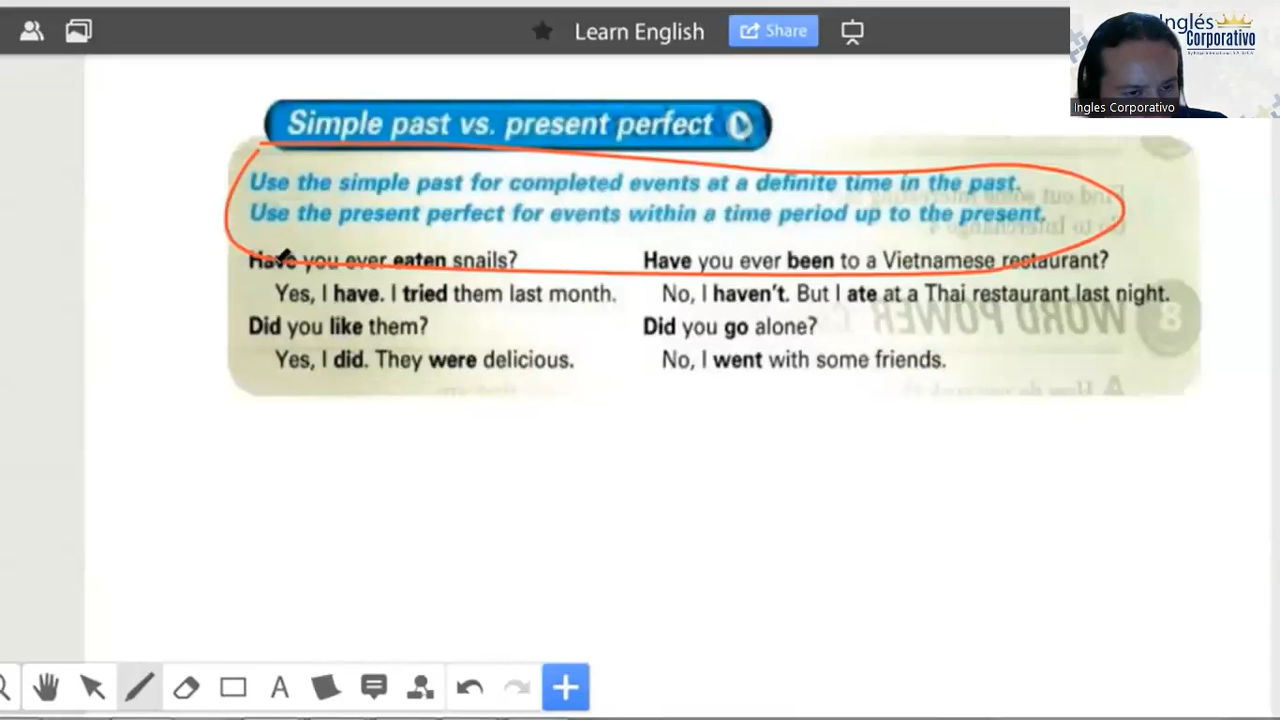 Learn English
Share
Inglés
Corporativo
Ingles Corporativo
Simple past vs. present perfect
Use the simple past for completed events at a definite time in the past.
Use the present perfect for events within a time period up to the present.
Have you ever eaten snails?
Yes, I have. I tried them last month.
Did you like them?
Yes, I did. They were delicious.
Have you ever been to a Vietnamese restaurant?
No, I haven't. But I ate at a Thai restaurant last night.
Did you go alone?
No, I went with some friends.
WORD POWER
8
A